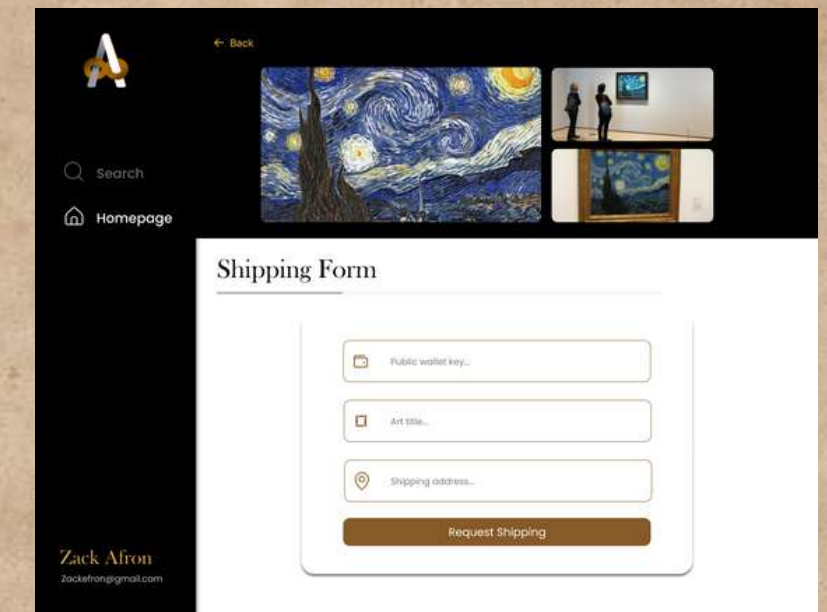 ← Back
Search
Homepage
Shipping Form
Public wallet key...
Art title...
Shipping address...
Request Shipping
Zack Afron
Zackefron@gmail.com